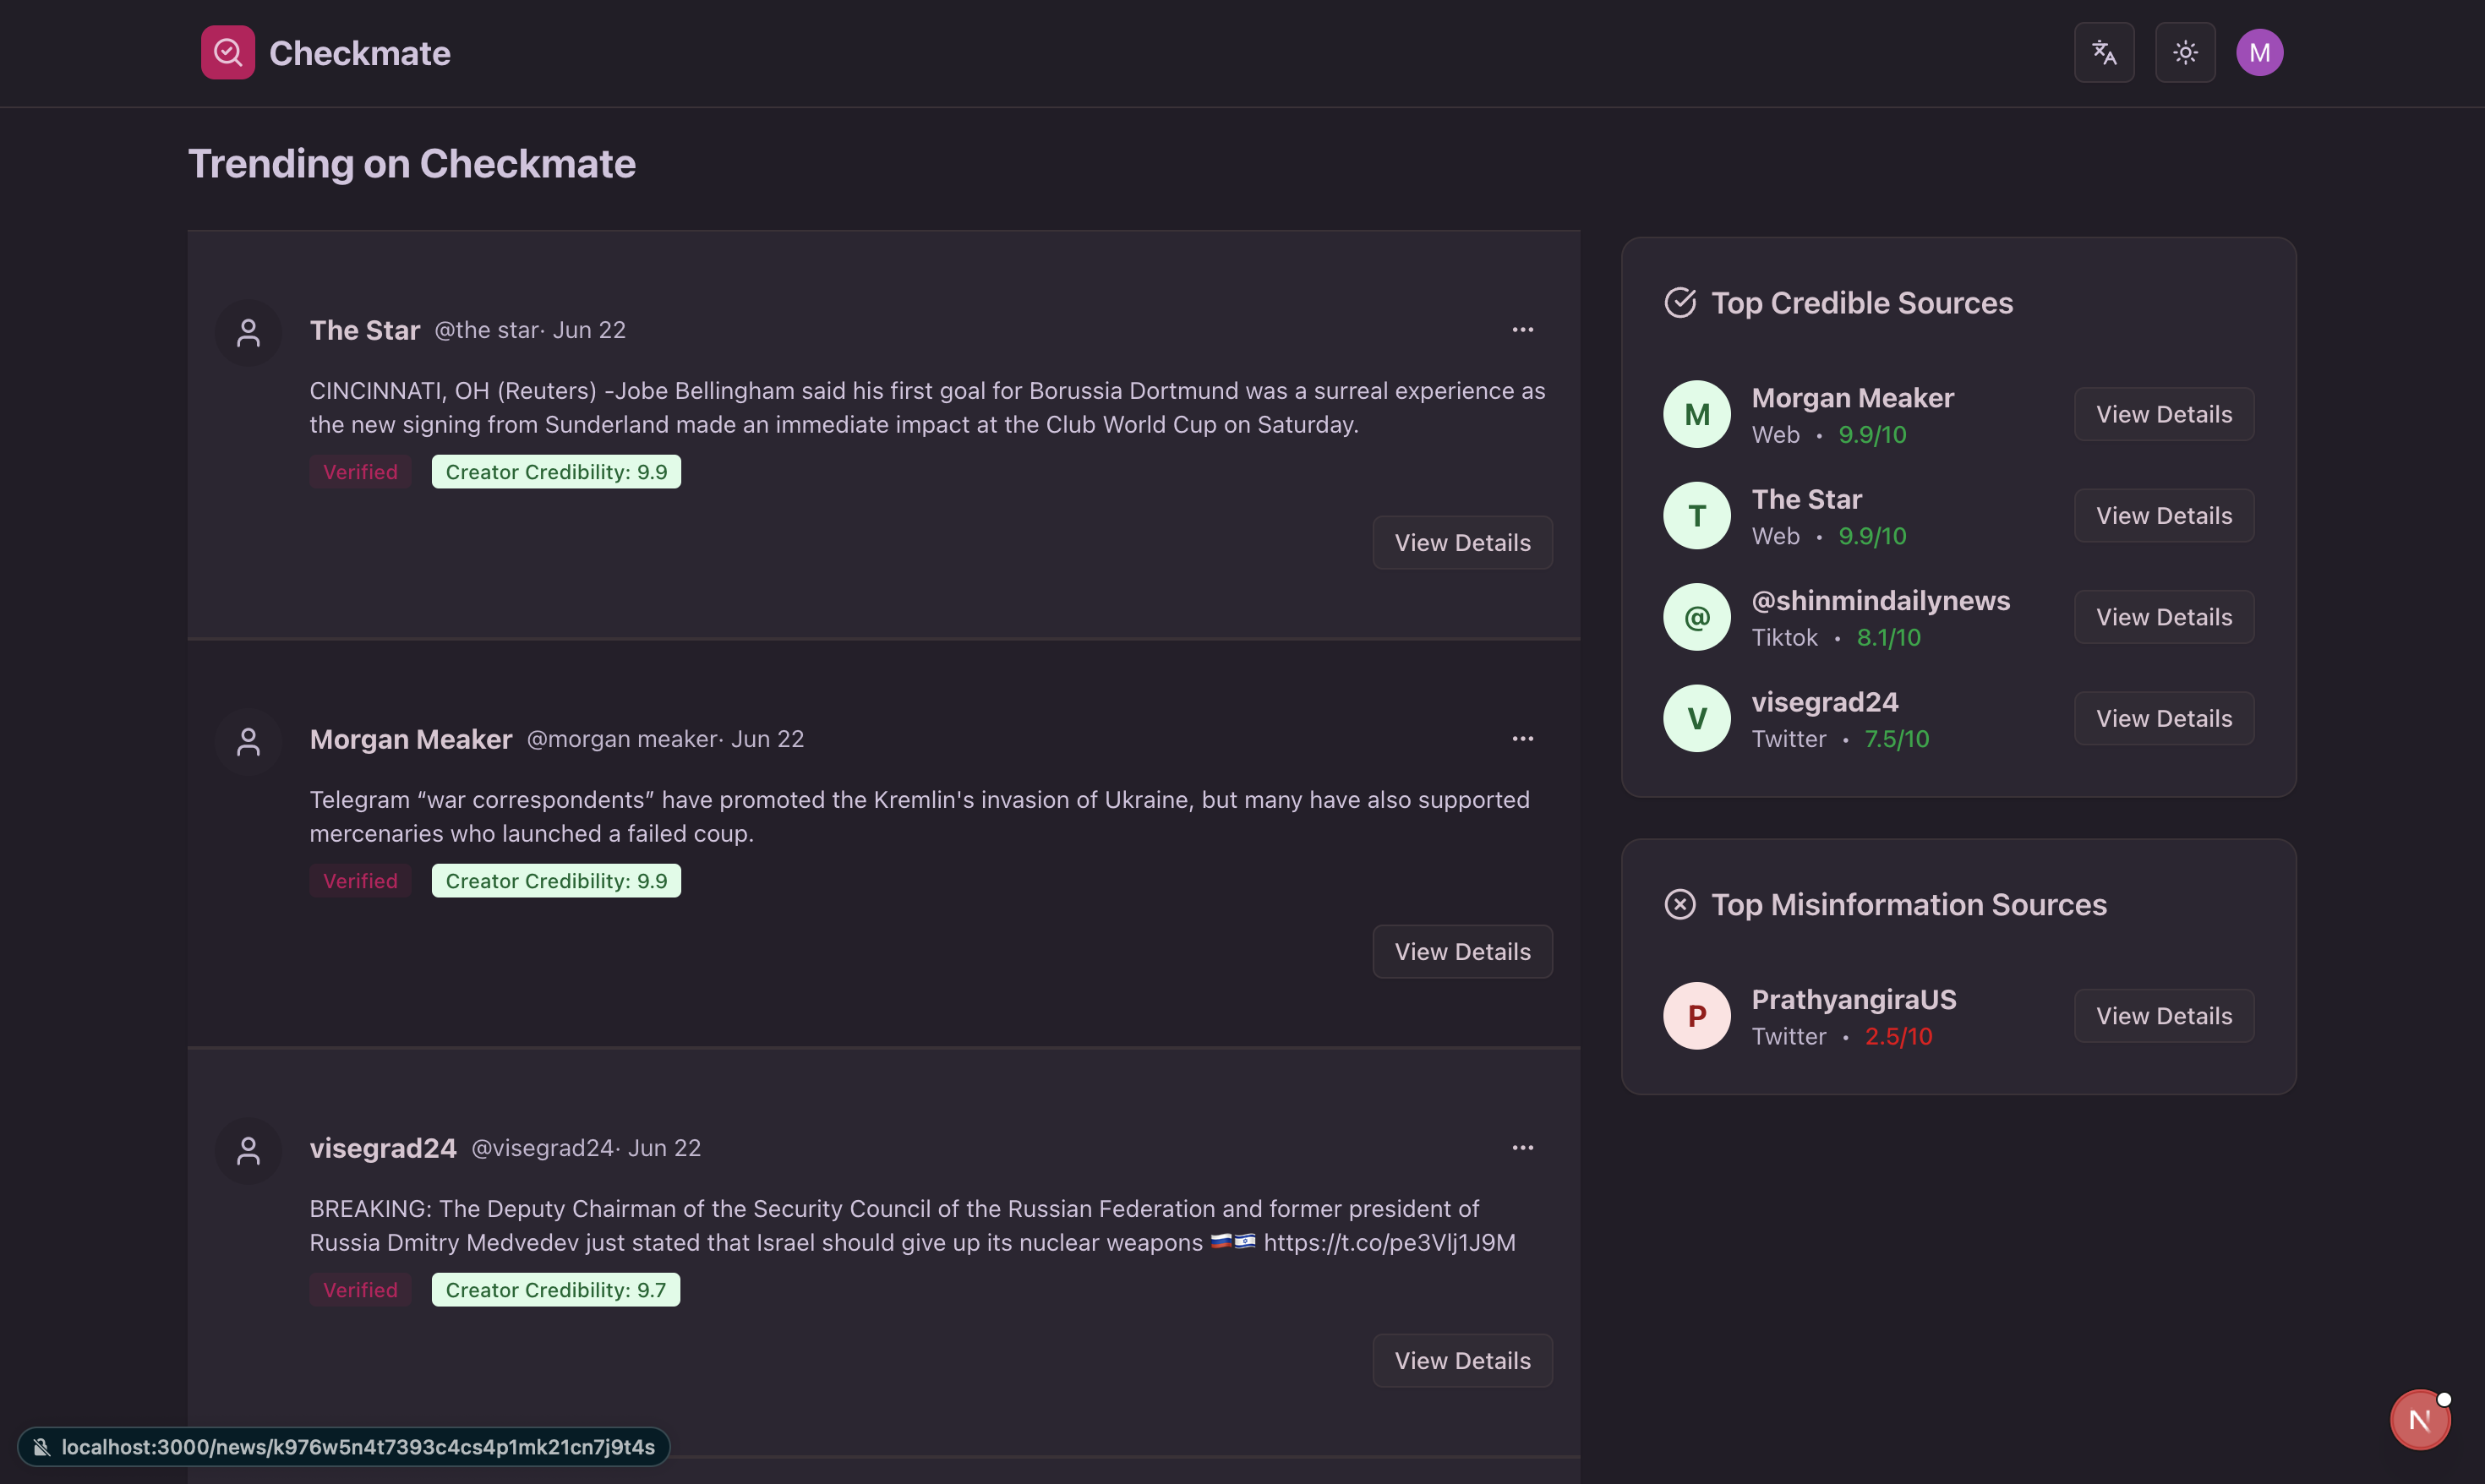 Checkmate
M
Trending on Checkmate
The Star @the star· Jun 22
CINCINNATI, OH (Reuters) -Jobe Bellingham said his first goal for Borussia Dortmund was a surreal experience as
the new signing from Sunderland made an immediate impact at the Club World Cup on Saturday.
Verified Creator Credibility: 9.9
View Details
Morgan Meaker @morgan meaker· Jun 22
Telegram “war correspondents” have promoted the Kremlin's invasion of Ukraine, but many have also supported
mercenaries who launched a failed coup.
Verified Creator Credibility: 9.9
View Details
visegrad24 @visegrad24· Jun 22
BREAKING: The Deputy Chairman of the Security Council of the Russian Federation and former president of
Russia Dmitry Medvedev just stated that Israel should give up its nuclear weapons 🇷🇺🇮🇱 https://t.co/pe3Vlj1J9M
Verified Creator Credibility: 9.7
View Details
Top Credible Sources
M Morgan Meaker
Web • 9.9/10
View Details
T The Star
Web • 9.9/10
View Details
@ @shinmindailynews
Tiktok • 8.1/10
View Details
V visegrad24
Twitter • 7.5/10
View Details
Top Misinformation Sources
P PrathyangiraUS
Twitter • 2.5/10
View Details
localhost:3000/news/k976w5n4t7393c4cs4p1mk21cn7j9t4s
N